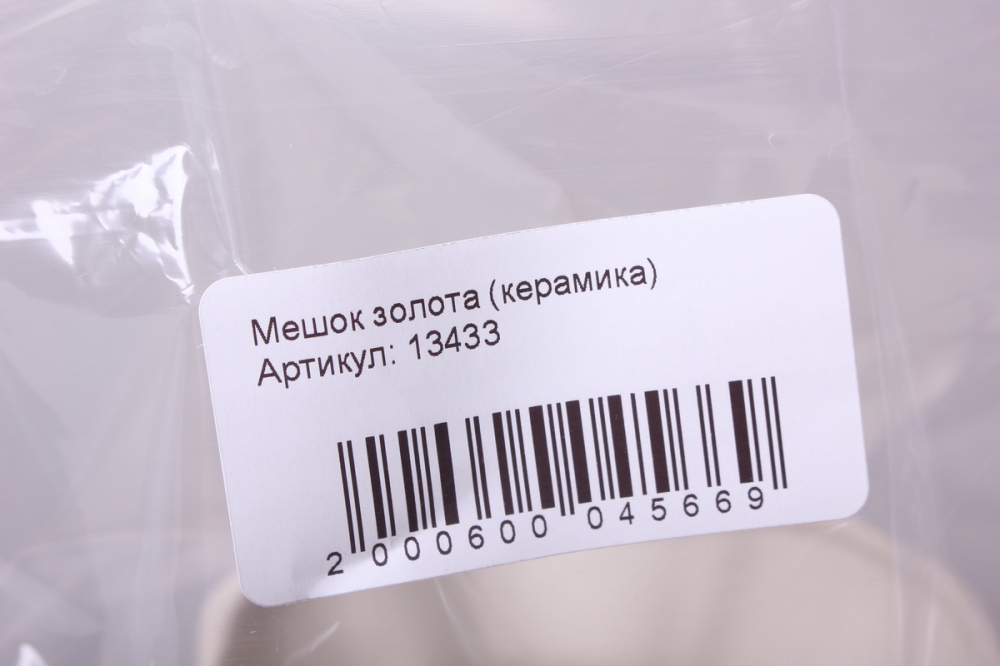 Мешок золота (керамика)
Артикул: 13433
2 000600 045669